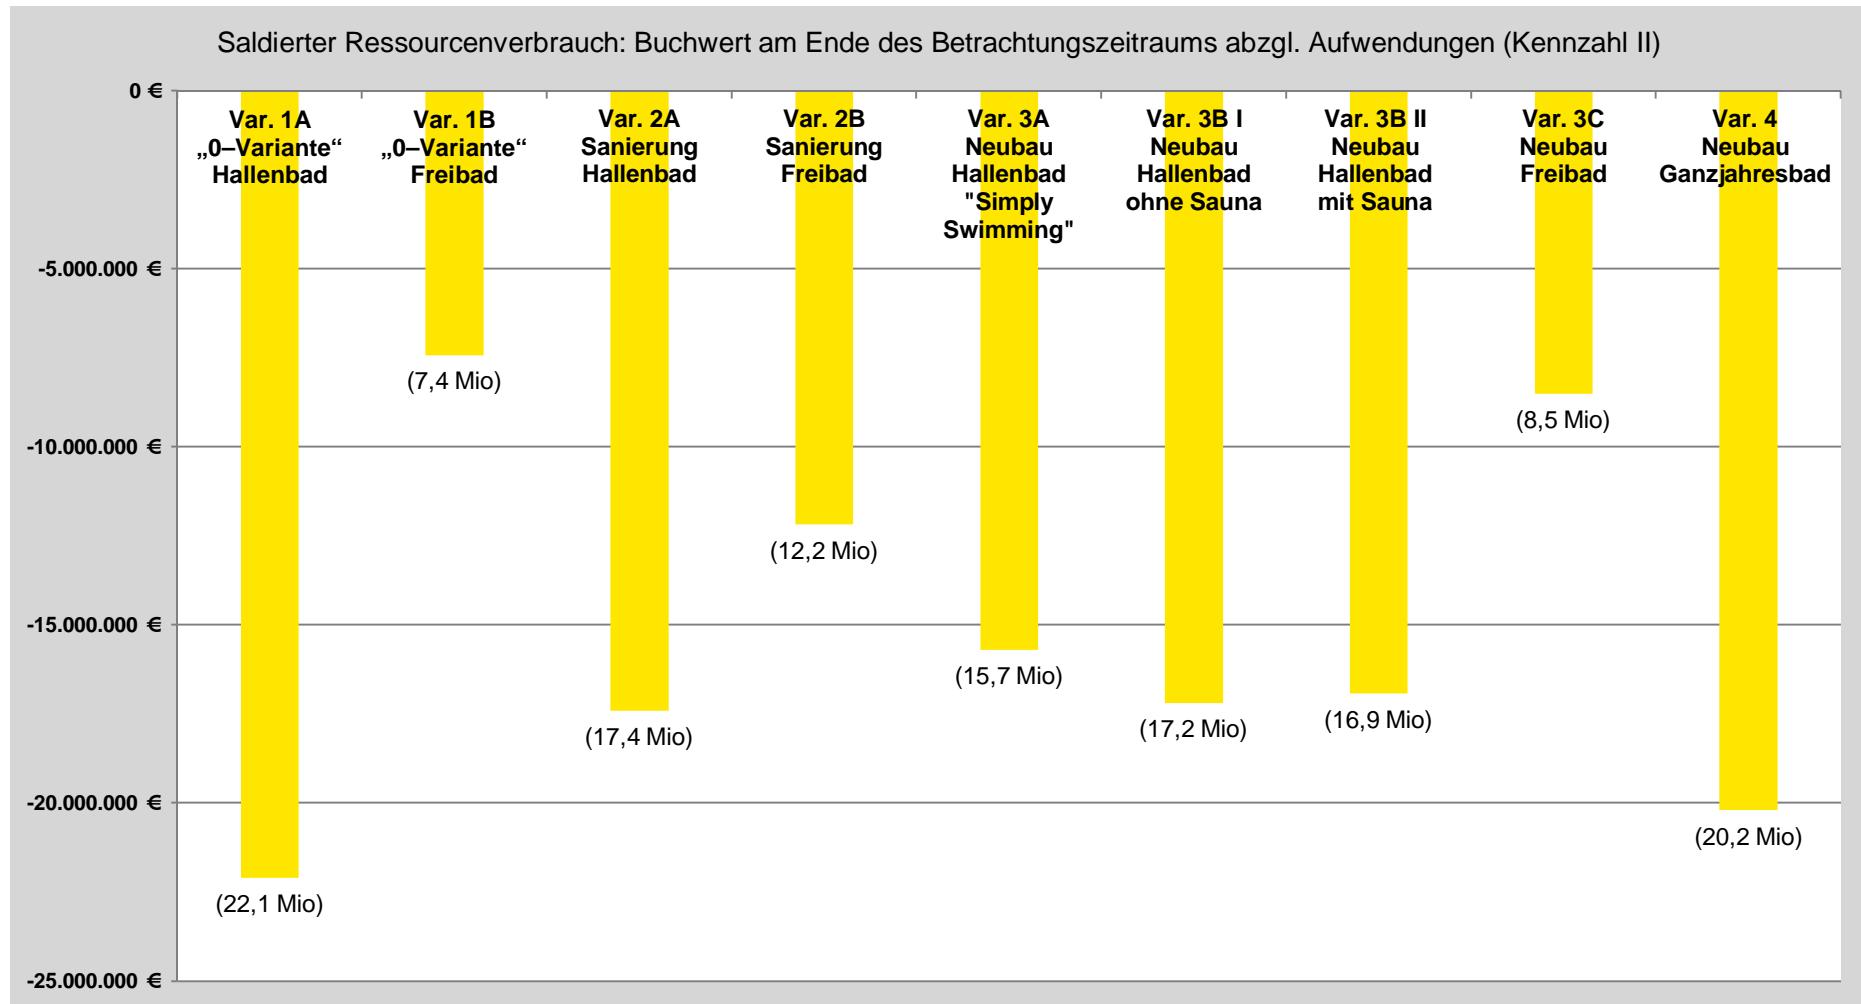 Saldierter Ressourcenverbrauch: Buchwert am Ende des Betrachtungszeitraums abzgl. Aufwendungen (Kennzahl II)
0 €
-5.000.000 €
-10.000.000 €
-15.000.000 €
-20.000.000 €
-25.000.000 €
Var. 1A
„0–Variante“
Hallenbad
Var. 1B
„0–Variante“
Freibad
Var. 2A
Sanierung
Hallenbad
Var. 2B
Sanierung
Freibad
Var. 3A
Neubau
Hallenbad
"Simply
Swimming"
Var. 3B I
Neubau
Hallenbad
ohne Sauna
Var. 3B II
Neubau
Hallenbad
mit Sauna
Var. 3C
Neubau
Freibad
Var. 4
Neubau
Ganzjahresbad
(22,1 Mio)
(7,4 Mio)
(17,4 Mio)
(12,2 Mio)
(15,7 Mio)
(17,2 Mio)
(16,9 Mio)
(8,5 Mio)
(20,2 Mio)